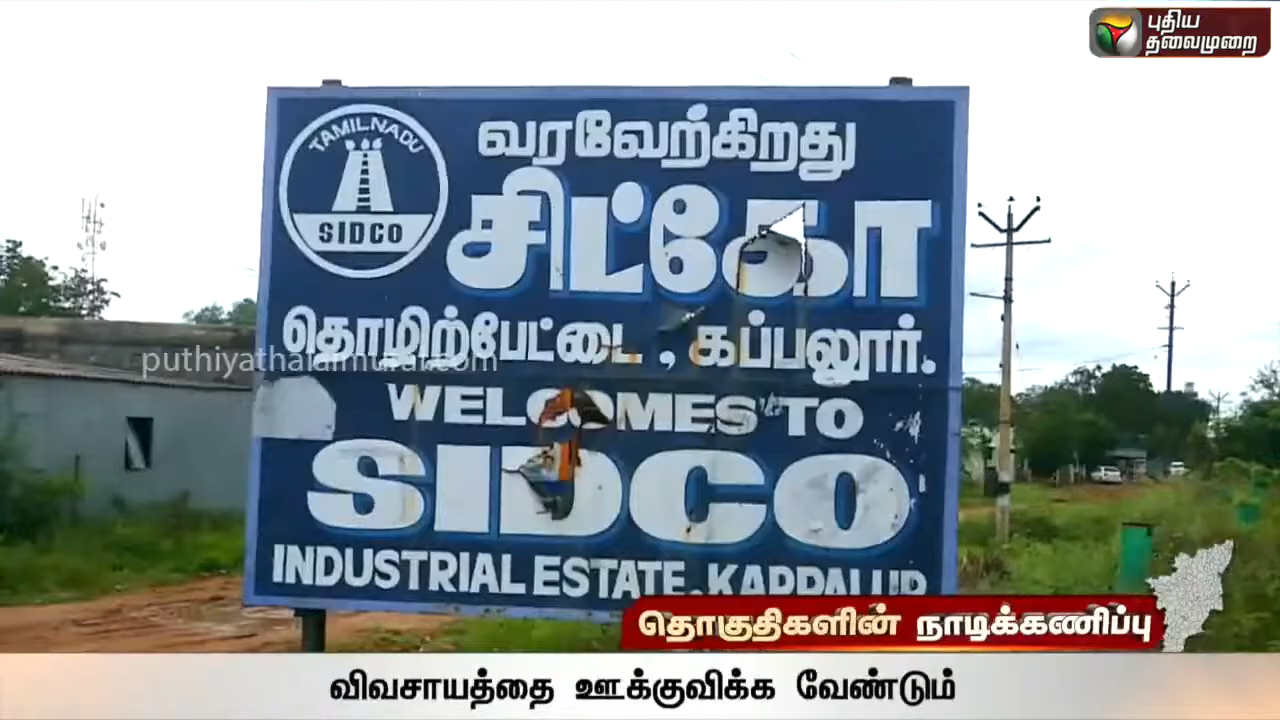 புதிய
தலைமுறை
TAMILNADU
SIDCO
வரவேற்கிறது
சிட்கோ
தொழிற்பேட்டை, கப்பலூர்.
puthiyathalaimurai.com
WELCOMES TO
SIDCO
INDUSTRIAL ESTATE, KAPPALUR
தொகுதிகளின் நாடிக்கணிப்பு
விவசாயத்தை ஊக்குவிக்க வேண்டும்